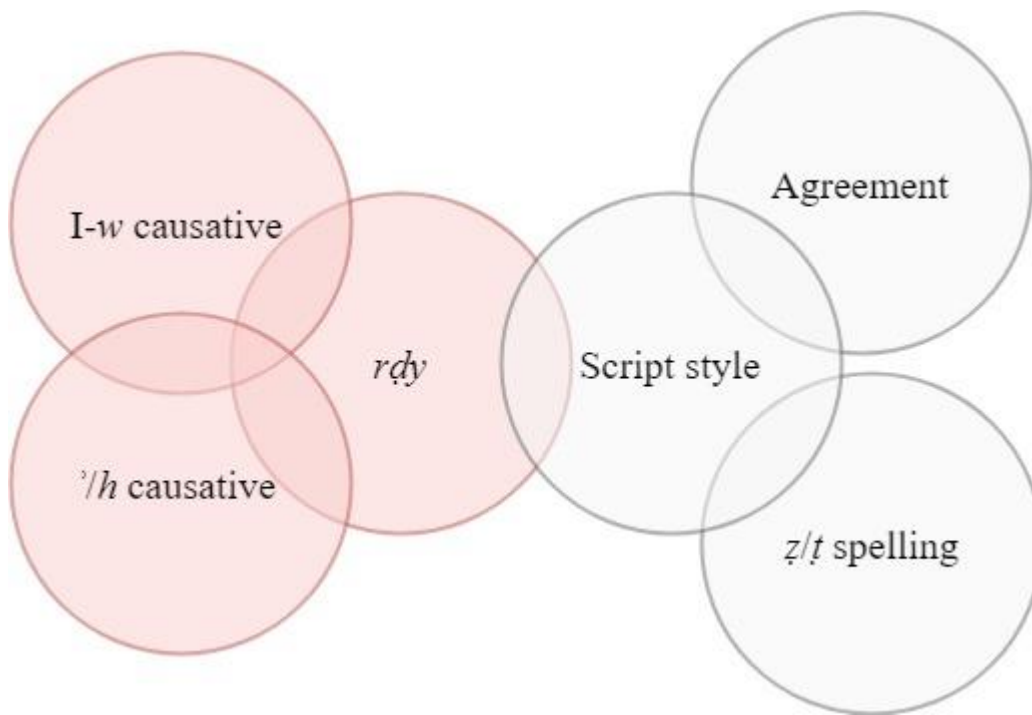 Agreement
I-w causative
rḍy
Script style
ʾ/h causative
ẓ/ṭ spelling